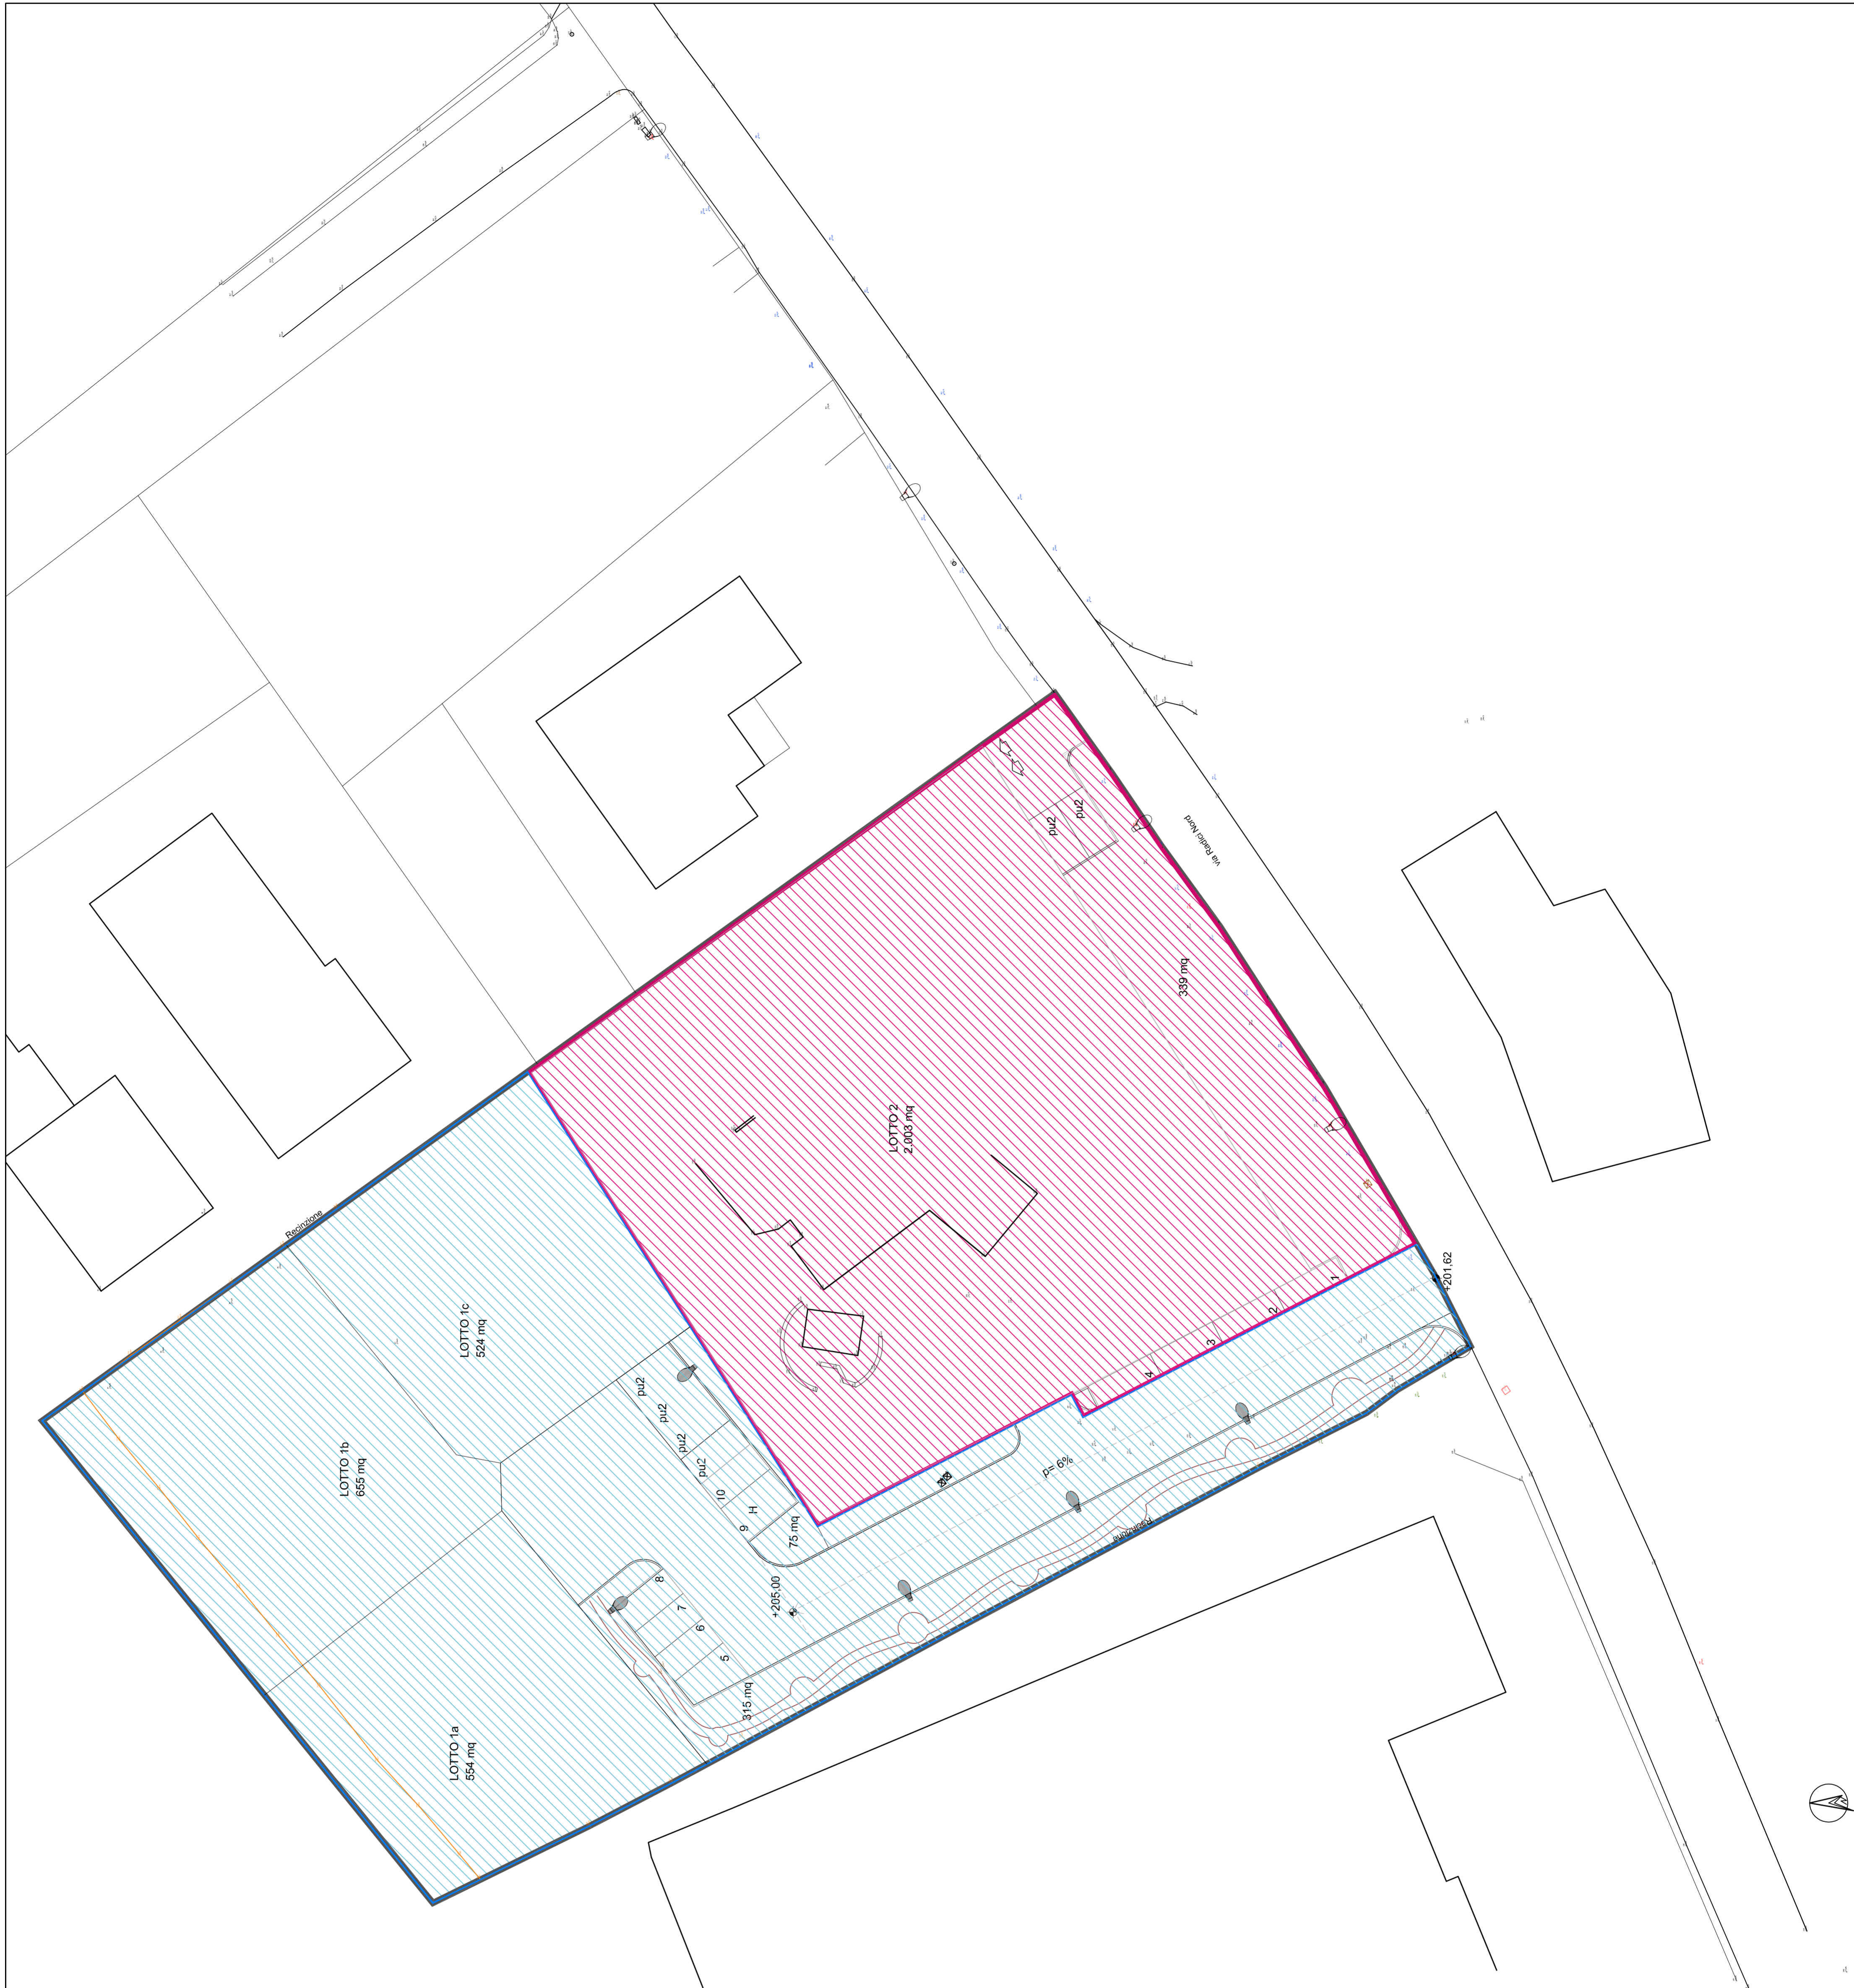 via Radici Nord
pu2
pu2
339 mq
LOTTO 2
2.003 mq
Recinzione
LOTTO 1c
524 mq
LOTTO 1b
655 mq
LOTTO 1a
554 mq
pu2
pu2
pu2
pu2
10
H
9
75 mq
8
7
6
5
315 mq
+205,00
p= 6%
Recinzione
4
3
2
1
+201,62
N